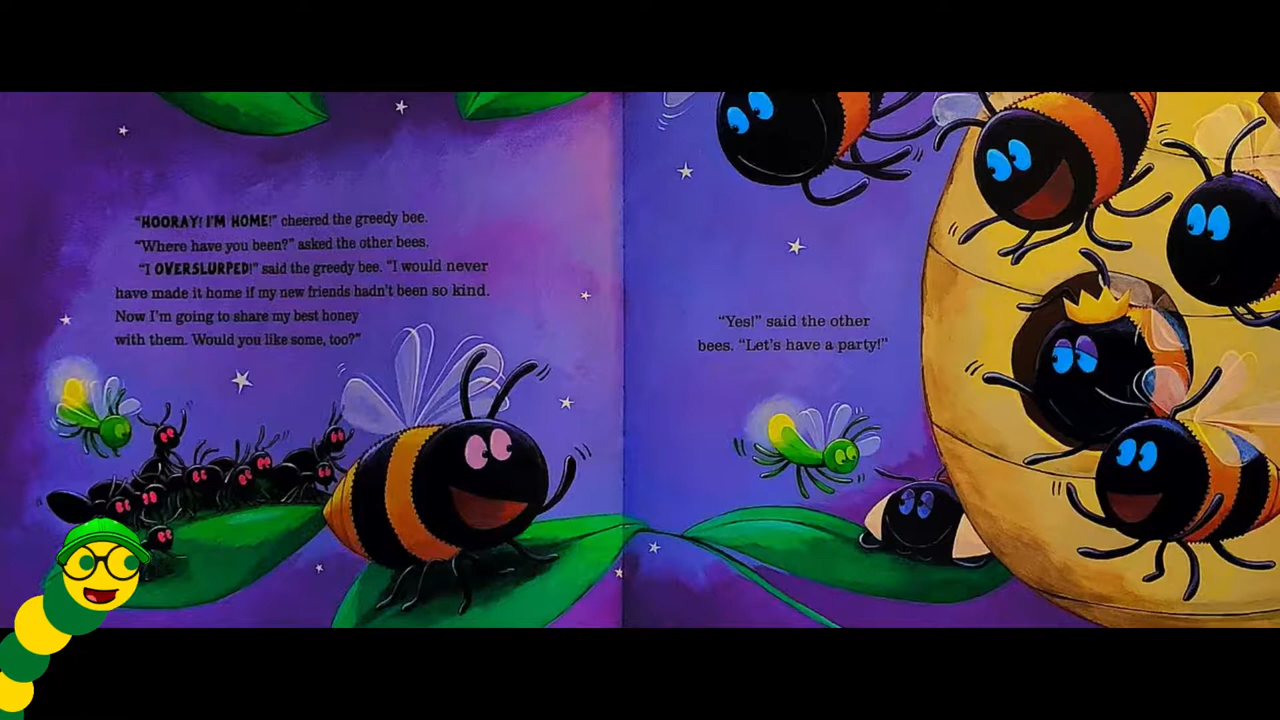 “HOORAY! I’M HOME!” cheered the greedy bee.
“Where have you been?” asked the other bees.
“I OVERSLURPED!” said the greedy bee. “I would never
have made it home if my new friends hadn’t been so kind.
Now I’m going to share my best honey
with them. Would you like some, too?”
“Yes!” said the other
bees. “Let’s have a party!”